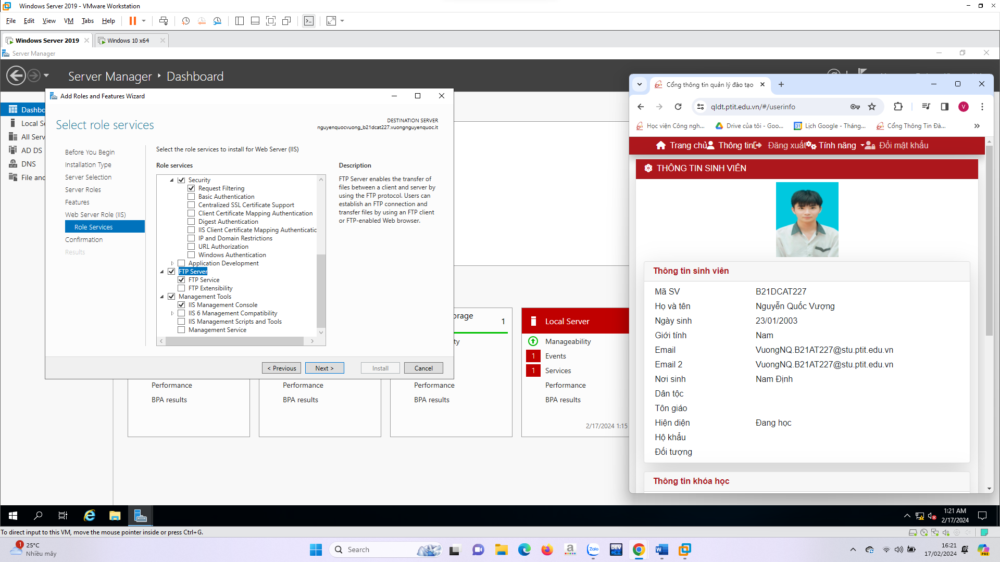 Windows Server 2019 - VMware Workstation
File Edit View VM Tabs Help
Windows Server 2019
Windows 10 x64
Server Manager
Server Manager ‣ Dashboard
Dashbo
Local Se
All Serv
AD DS
DNS
File and
Add Roles and Features Wizard
Select role services
DESTINATION SERVER
nguyenquocvuong_b21dcat227.vuongnguyenquoc.it
Before You Begin
Installation Type
Server Selection
Server Roles
Features
Web Server Role (IIS)
Role Services
Confirmation
Results
Select the role services to install for Web Server (IIS)
Role services
Security
Request Filtering
Basic Authentication
Centralized SSL Certificate Support
Client Certificate Mapping Authentication
Digest Authentication
IIS Client Certificate Mapping Authenticatic
IP and Domain Restrictions
URL Authorization
Windows Authentication
Application Development
FTP Server
FTP Service
FTP Extensibility
Management Tools
IIS Management Console
IIS 6 Management Compatibility
IIS Management Scripts and Tools
Management Service
Description
FTP Server enables the transfer of
files between a client and server by
using the FTP protocol. Users can
establish an FTP connection and
transfer files by using an FTP client
or FTP-enabled Web browser.
< Previous
Next >
Install
Cancel
Performance
BPA results
Performance
BPA results
orage
1
ty
Performance
BPA results
Local Server
Manageability
1 Events
1 Services
Performance
BPA results
2/17/2024 1:15
Cổng thông tin quản lý đào tạo
qldt.ptit.edu.vn/#/userinfo
V
Học viện Công ngh...
Drive của tôi - Goo...
31
Lịch Google - Tháng...
Cổng Thông Tin Đà...
Trang chủ
Thông tin
Đăng xuất
Tính năng
Đổi mật khẩu
THÔNG TIN SINH VIÊN
Thông tin sinh viên
Mã SV B21DCAT227
Họ và tên Nguyễn Quốc Vượng
Ngày sinh 23/01/2003
Giới tính Nam
Email VuongNQ.B21AT227@stu.ptit.edu.vn
Email 2 VuongNQ.B21AT227@stu.ptit.edu.vn
Nơi sinh Nam Định
Dân tộc
Tôn giáo
Hiện diện Đang học
Hộ khẩu
Đối tượng
Thông tin khóa học
1:21 AM
2/17/2024
To direct input to this VM, move the mouse pointer inside or press Ctrl+G.
1
25°C
Nhiều mây
Search
a
Zalo
DEV
W
16:21
17/02/2024
PRE